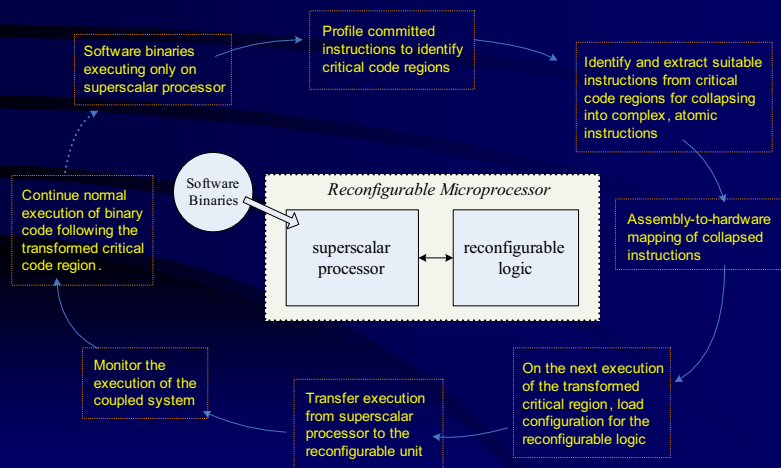 Software binaries
executing only on
superscalar processor
Profile committed
instructions to identify
critical code regions
Identify and extract suitable
instructions from critical
code regions for collapsing
into complex, atomic
instructions
Assembly-to-hardware
mapping of collapsed
instructions
On the next execution
of the transformed
critical region, load
configuration for the
reconfigurable logic
Transfer execution
from superscalar
processor to the
reconfigurable unit
Monitor the
execution of the
coupled system
Continue normal
execution of binary
code following the
transformed critical
code region.
Software
Binaries
Reconfigurable Microprocessor
superscalar
processor
reconfigurable
logic